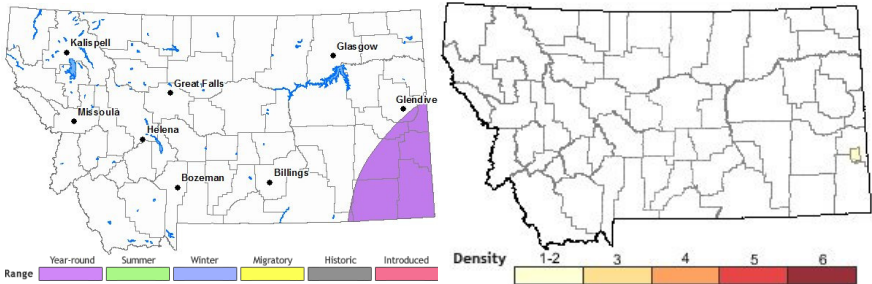 Kalispell
Glasgow
Great Falls
Glendive
Missoula
Helena
Billings
Bozeman
Range Year-round Summer Winter Migratory Historic Introduced
Density 1-2 3 4 5 6